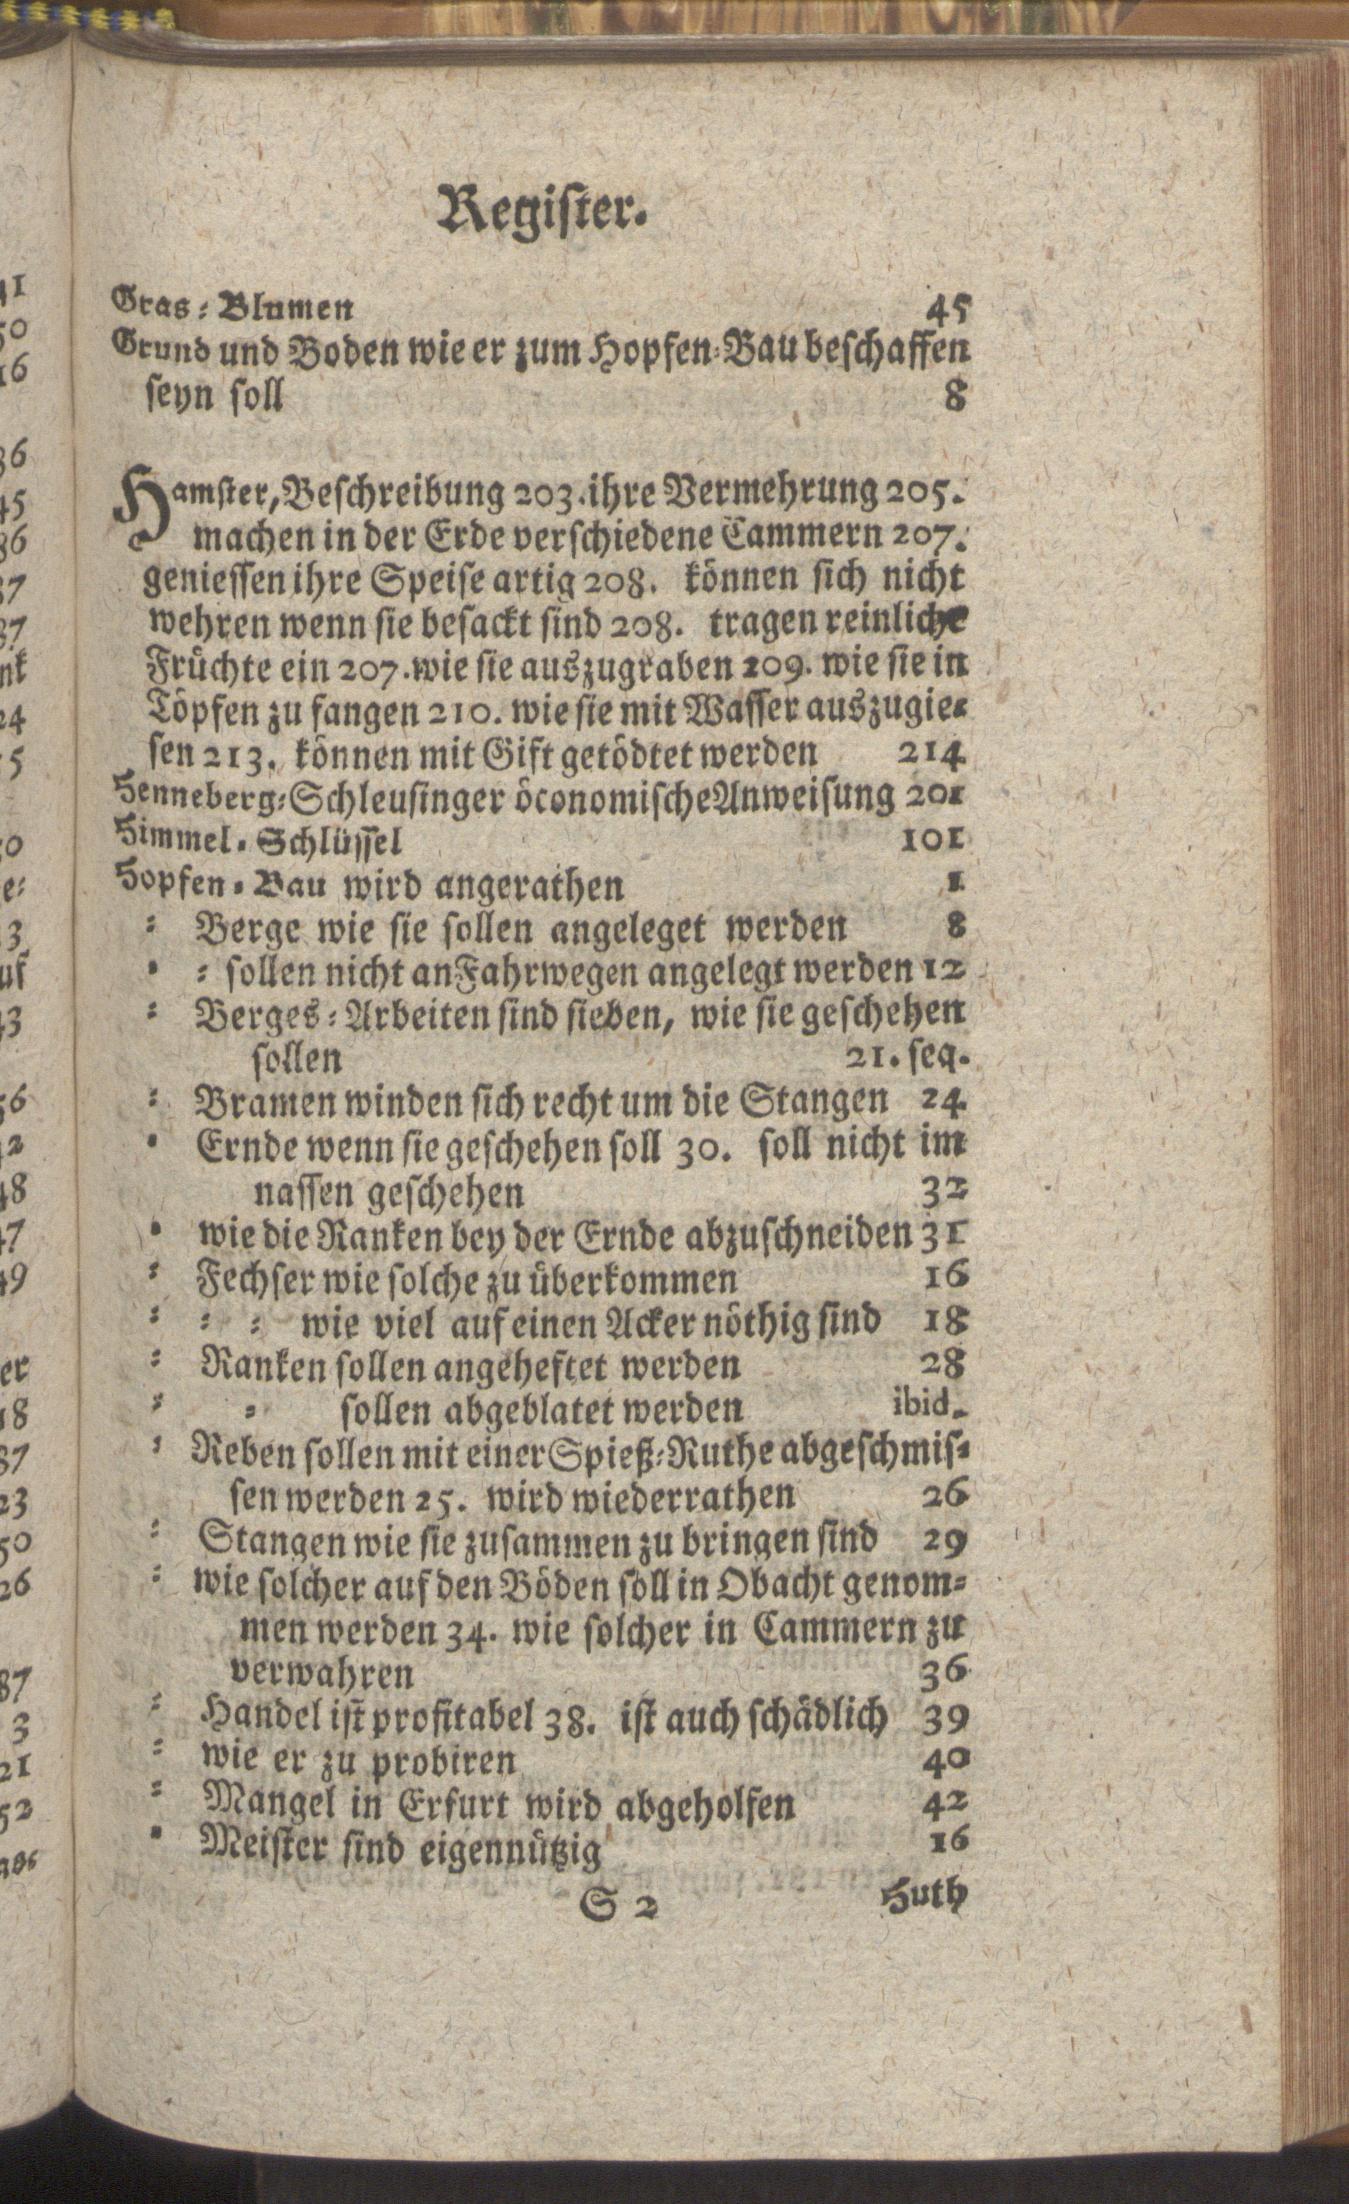 Regiſter.
Gras⸗Blumen 45
Grund und Boden wie er zum Hopfen⸗Bau beſchaffen
ſeyn ſoll 8
Hamſter, Beſchreibung 203. ihre Vermehrung 205.
machen in der Erde verſchiedene Cammern 207.
genieſſen ihre Speiſe artig 208. können ſich nicht
wehren wenn ſie beſackt ſind 208. tragen reinliche
Früchte ein 207. wie ſie auszugraben 209. wie ſie in
Töpfen zu fangen 210. wie ſie mit Waſſer auszugie⸗
ſen 213. können mit Gift getödtet werden 214
Henneberg⸗Schleuſinger öconomiſche Anweiſung 201
Himmel⸗Schlüſſel 101
Hopfen⸗Bau wird angerathen 1
⸗ Berge wie ſie ſollen angeleget werden 8
⸗ ⸗ ſollen nicht an Fahrwegen angelegt werden 12
⸗ Berges⸗Arbeiten ſind ſieben, wie ſie geſchehen
ſollen 21. ſeq.
⸗ Bramen winden ſich recht um die Stangen 24
⸗ Ernde wenn ſie geſchehen ſoll 30. ſoll nicht im
naſſen geſchehen 32
⸗ wie die Ranken bey der Ernde abzuſchneiden 31
⸗ Fechſer wie ſolche zu überkommen 16
⸗ ⸗ ⸗ wie viel auf einen Acker nöthig ſind 18
⸗ Ranken ſollen angeheftet werden 28
⸗ ⸗ ſollen abgeblatet werden ibid.
⸗ Reben ſollen mit einer Spieß⸗Ruthe abgeſchmiſ⸗
ſen werden 25. wird wiederrathen 26
⸗ Stangen wie ſie zuſammen zu bringen ſind 29
⸗ wie ſolcher auf den Böden ſoll in Obacht genom⸗
men werden 34. wie ſolcher in Cammern zu
verwahren 36
⸗ Handel iſt profitabel 38. iſt auch ſchädlich 39
⸗ wie er zu probiren 40
⸗ Mangel in Erfurt wird abgeholfen 42
⸗ Meiſter ſind eigennützig 16
S 2 Huth